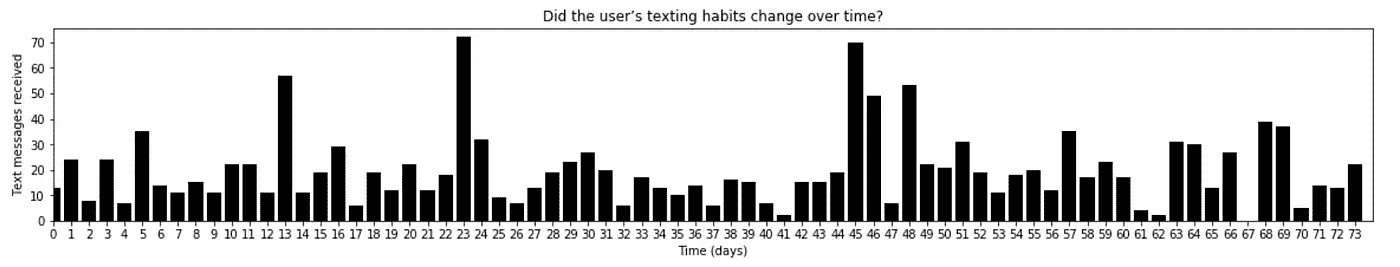 Did the user’s texting habits change over time?
Text messages received
70
60
50
40
30
20
10
0
0 1 2 3 4 5 6 7 8 9 10 11 12 13 14 15 16 17 18 19 20 21 22 23 24 25 26 27 28 29 30 31 32 33 34 35 36 37 38 39 40 41 42 43 44 45 46 47 48 49 50 51 52 53 54 55 56 57 58 59 60 61 62 63 64 65 66 67 68 69 70 71 72 73
Time (days)